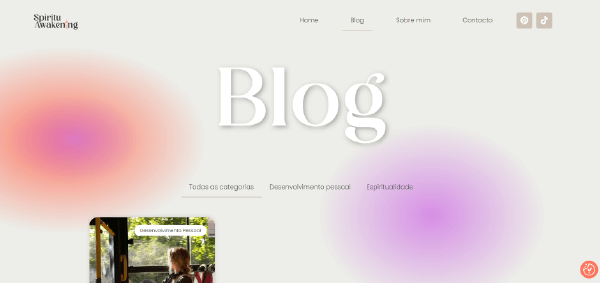 Spiritu
Awakening
Home Blog Sobre mim Contacto
Blog
Todas as categorias Desenvolvimento pessoal Espiritualidade
Desenvolvimento Pessoal